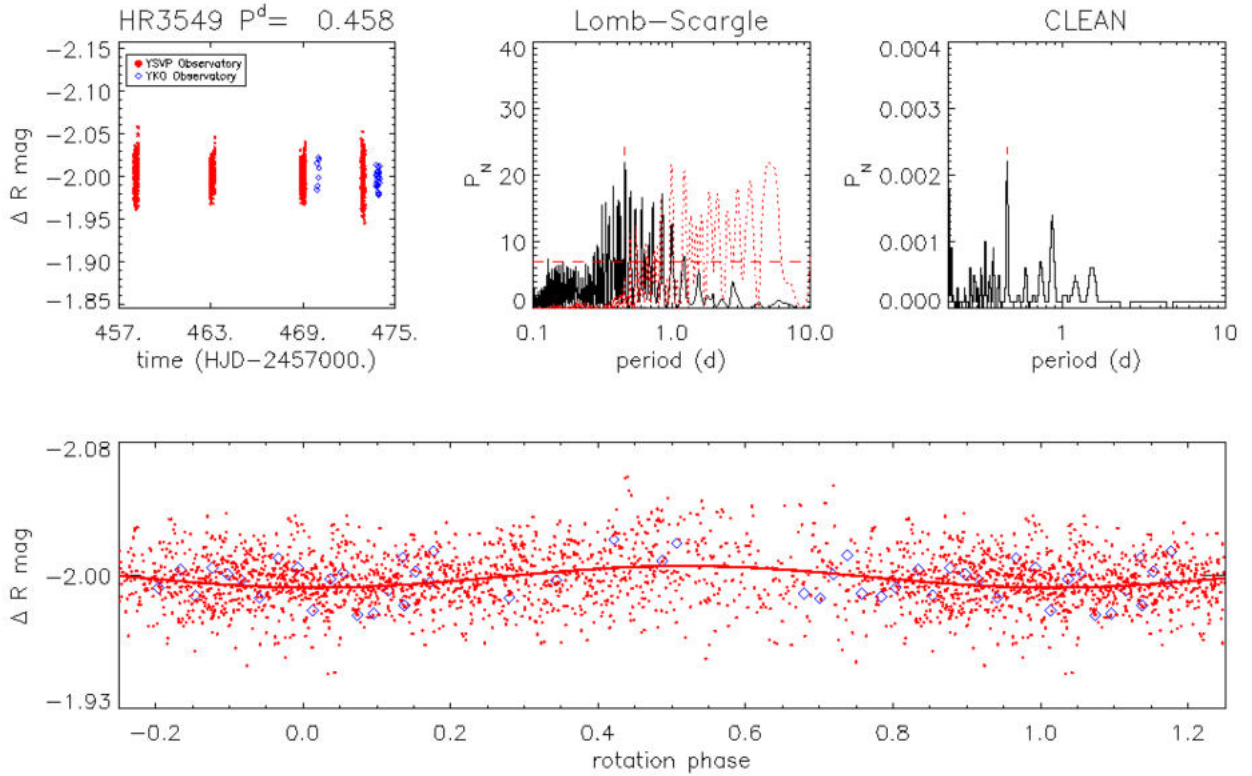 HR3549 P^d= 0.458
Lomb−Scargle
CLEAN
−2.15
−2.10
−2.05
−2.00
−1.95
−1.90
−1.85
Δ R mag
YSVP Observatory
YKO Observatory
457.
463.
469.
475.
time (HJD−2457000.)
40
30
20
10
0
P_N
0.1
1.0
10.0
period (d)
0.004
0.003
0.002
0.001
0.000
P_N
1
10
period (d)
−2.08
−2.00
−1.93
Δ R mag
−0.2
0.0
0.2
0.4
0.6
0.8
1.0
1.2
rotation phase